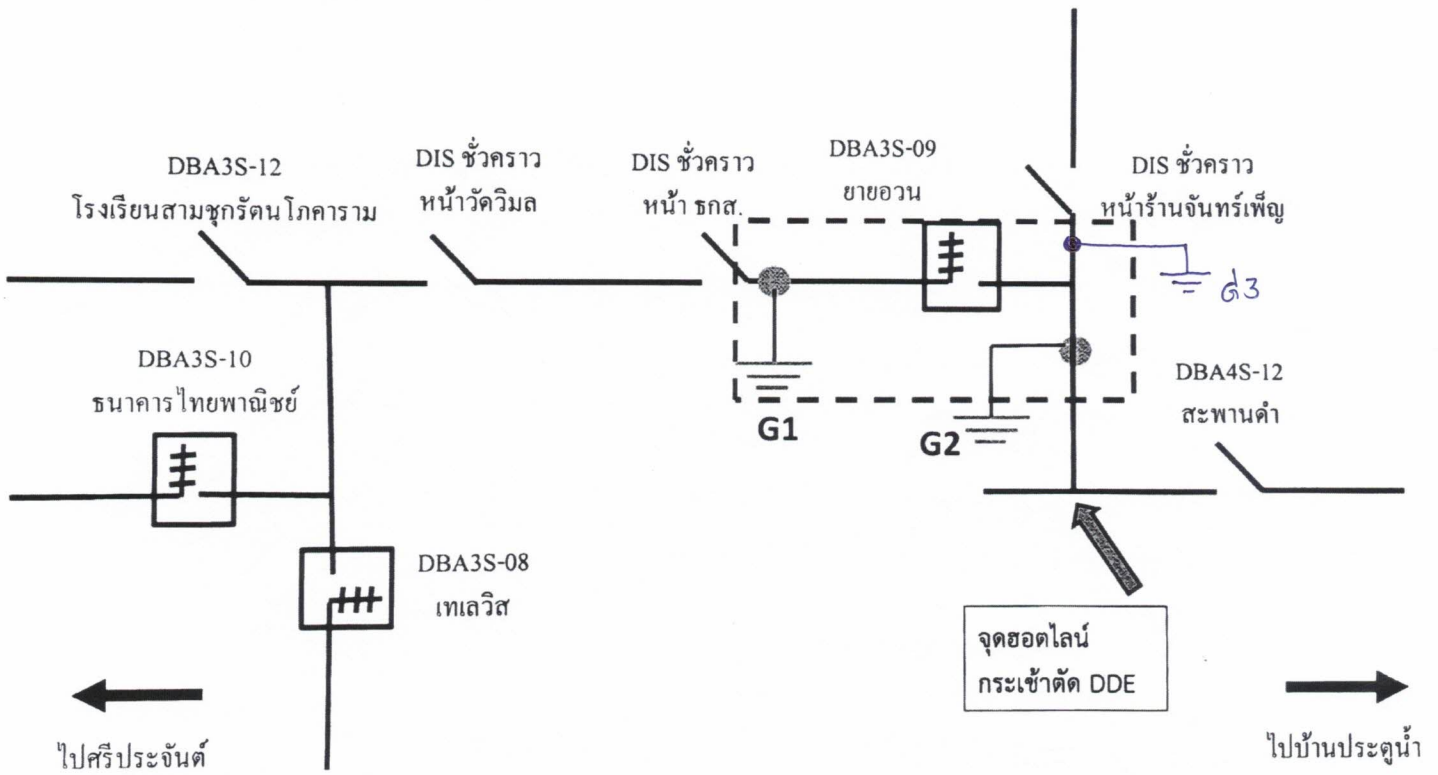 DBA3S-12
โรงเรียนสามชุกรัตนโภคาราม
DIS ชั่วคราว
หน้าวัดวิมล
DIS ชั่วคราว
หน้า ธกส.
DBA3S-09
ยายอวน
DIS ชั่วคราว
หน้าร้านจันทร์เพ็ญ
G3
G1
G2
DBA4S-12
สะพานดำ
DBA3S-10
ธนาคารไทยพาณิชย์
DBA3S-08
เทเลวิส
จุดฮอตไลน์
กระเช้าตัด DDE
ไปศรีประจันต์
ไปบ้านประตูน้ำ